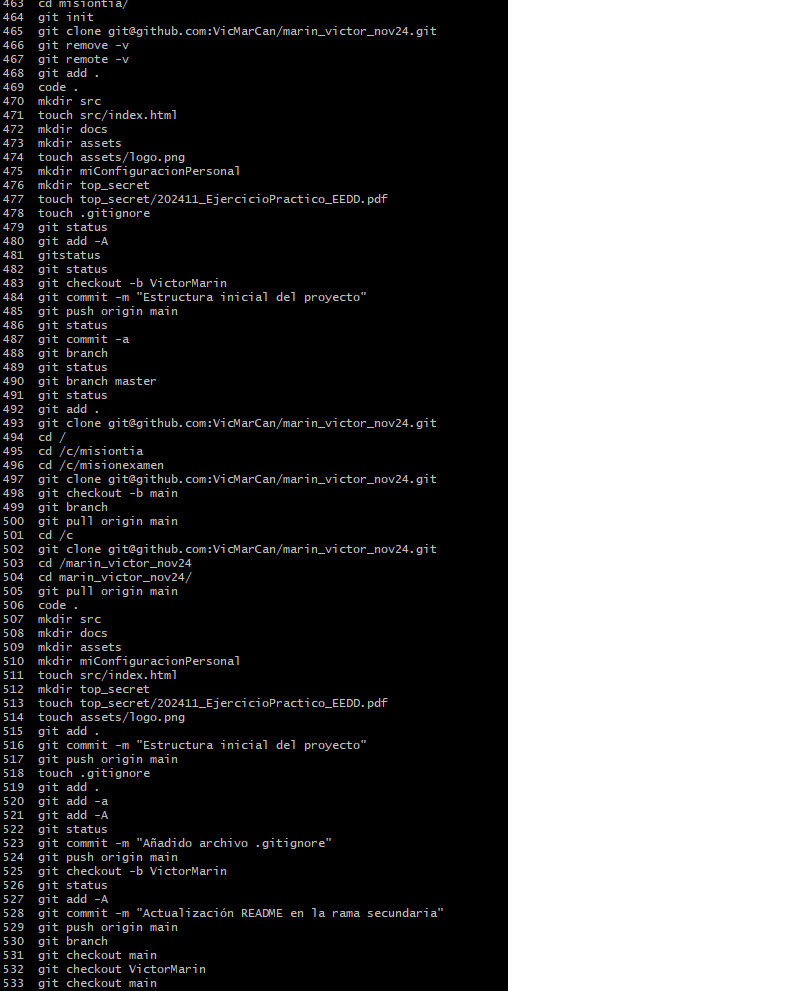 463  cd misiontia/
464  git init
465  git clone git@github.com:VicMarCan/marin_victor_nov24.git
466  git remove -v
467  git remote -v
468  git add .
469  code .
470  mkdir src
471  touch src/index.html
472  mkdir docs
473  mkdir assets
474  touch assets/logo.png
475  mkdir miConfiguracionPersonal
476  mkdir top_secret
477  touch top_secret/202411_EjercicioPractico_EEDD.pdf
478  touch .gitignore
479  git status
480  git add -A
481  gitstatus
482  git status
483  git checkout -b VictorMarin
484  git commit -m "Estructura inicial del proyecto"
485  git push origin main
486  git status
487  git commit -a
488  git branch
489  git status
490  git branch master
491  git status
492  git add .
493  git clone git@github.com:VicMarCan/marin_victor_nov24.git
494  cd /
495  cd /c/misiontia
496  cd /c/misionexamen
497  git clone git@github.com:VicMarCan/marin_victor_nov24.git
498  git checkout -b main
499  git branch
500  git pull origin main
501  cd /c
502  git clone git@github.com:VicMarCan/marin_victor_nov24.git
503  cd /marin_victor_nov24
504  cd marin_victor_nov24/
505  git pull origin main
506  code .
507  mkdir src
508  mkdir docs
509  mkdir assets
510  mkdir miConfiguracionPersonal
511  touch src/index.html
512  mkdir top_secret
513  touch top_secret/202411_EjercicioPractico_EEDD.pdf
514  touch assets/logo.png
515  git add .
516  git commit -m "Estructura inicial del proyecto"
517  git push origin main
518  touch .gitignore
519  git add .
520  git add -a
521  git add -A
522  git status
523  git commit -m "Añadido archivo .gitignore"
524  git push origin main
525  git checkout -b VictorMarin
526  git status
527  git add -A
528  git commit -m "Actualización README en la rama secundaria"
529  git push origin main
530  git branch
531  git checkout main
532  git checkout VictorMarin
533  git checkout main